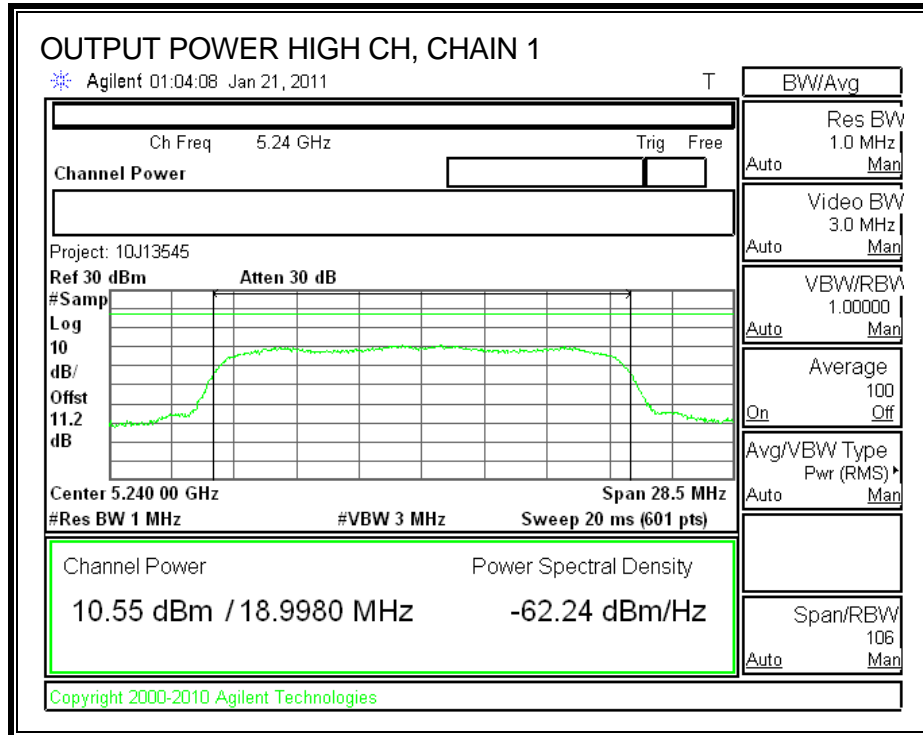 OUTPUT POWER HIGH CH, CHAIN 1
Agilent 01:04:08 Jan 21, 2011 T
Ch Freq 5.24 GHz Trig Free
Channel Power
Project: 10J13545
Ref 30 dBm Atten 30 dB
#Samp
Log
10
dB/
Offst
11.2
dB
Center 5.240 00 GHz Span 28.5 MHz
#Res BW 1 MHz #VBW 3 MHz Sweep 20 ms (601 pts)
Channel Power Power Spectral Density
10.55 dBm / 18.9980 MHz -62.24 dBm/Hz
Copyright 2000-2010 Agilent Technologies
BW/Avg
Res BW
1.0 MHz
Auto Man
Video BW
3.0 MHz
Auto Man
VBW/RBW
1.00000
Auto Man
Average
100
On Off
Avg/VBW Type
Pwr (RMS)
Auto Man
Span/RBW
106
Auto Man